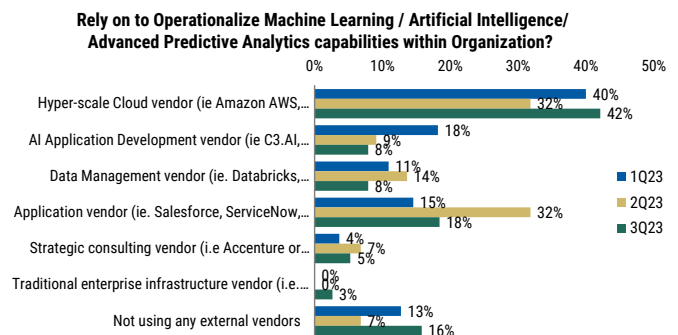 Rely on to Operationalize Machine Learning / Artificial Intelligence/
Advanced Predictive Analytics capabilities within Organization?
0% 10% 20% 30% 40% 50%
Hyper-scale Cloud vendor (ie Amazon AWS,...
40%
32%
42%
AI Application Development vendor (ie C3.AI,...
18%
9%
8%
Data Management vendor (ie. Databricks,...
11%
14%
8%
Application vendor (ie. Salesforce, ServiceNow,...
15%
32%
18%
Strategic consulting vendor (i.e Accenture or...
4%
7%
5%
Traditional enterprise infrastructure vendor (i.e....
0%
0%
3%
Not using any external vendors
13%
7%
16%
1Q23
2Q23
3Q23